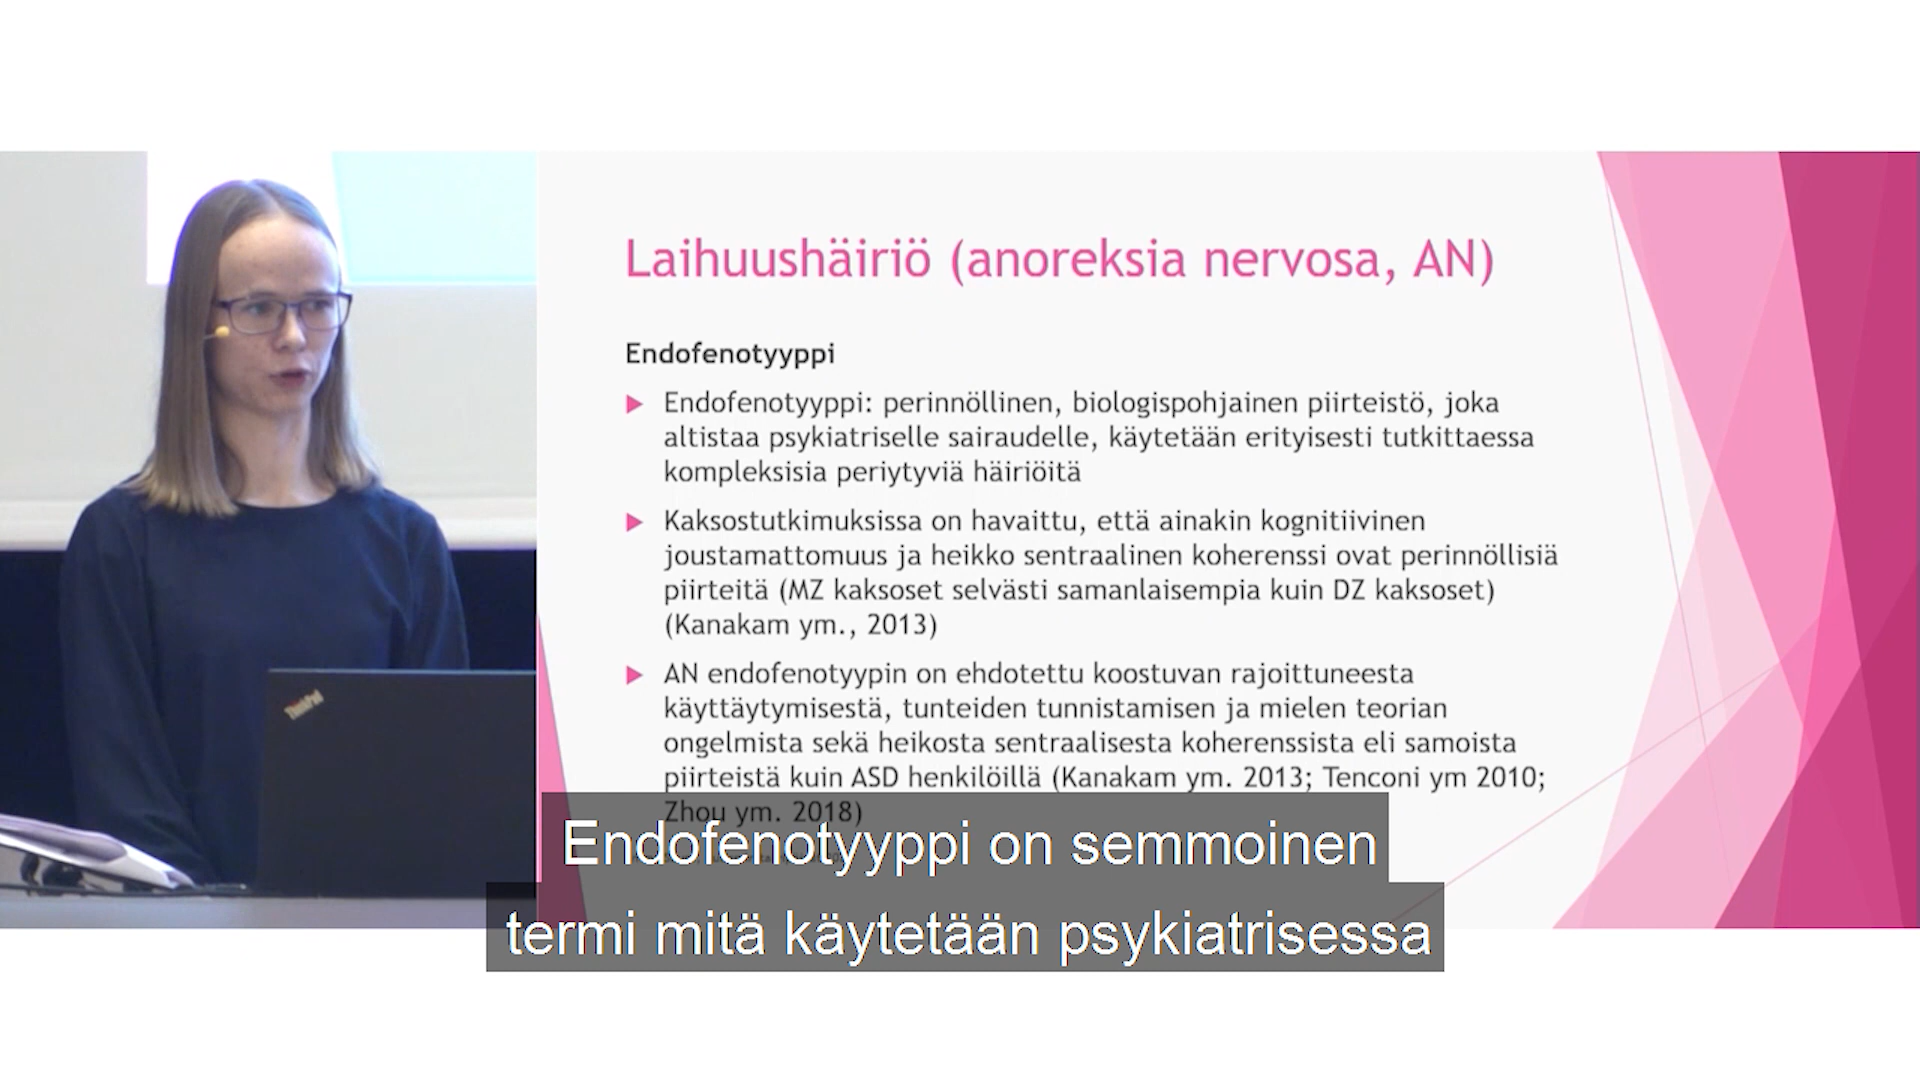 Laihuushäiriö (anoreksia nervosa, AN)
Endofenotyyppi
Endofenotyyppi: perinnöllinen, biologispohjainen piirteistö, joka
altistaa psykiatriselle sairaudelle, käytetään erityisesti tutkittaessa
kompleksisia periytyviä häiriöitä
Kaksostutkimuksissa on havaittu, että ainakin kognitiivinen
joustamattomuus ja heikko sentraalinen koherenssi ovat perinnöllisiä
piirteitä (MZ kaksoset selvästi samanlaisempia kuin DZ kaksoset)
(Kanakam ym., 2013)
AN endofenotyypin on ehdotettu koostuvan rajoittuneesta
käyttäytymisestä, tunteiden tunnistamisen ja mielen teorian
ongelmista sekä heikosta sentraalisesta koherenssista eli samoista
piirteistä kuin ASD henkilöillä (Kanakam ym. 2013; Tenconi ym 2010;
Zhou ym. 2018)
Endofenotyyppi on semmoinen
termi mitä käytetään psykiatrisessa
ThinkPad